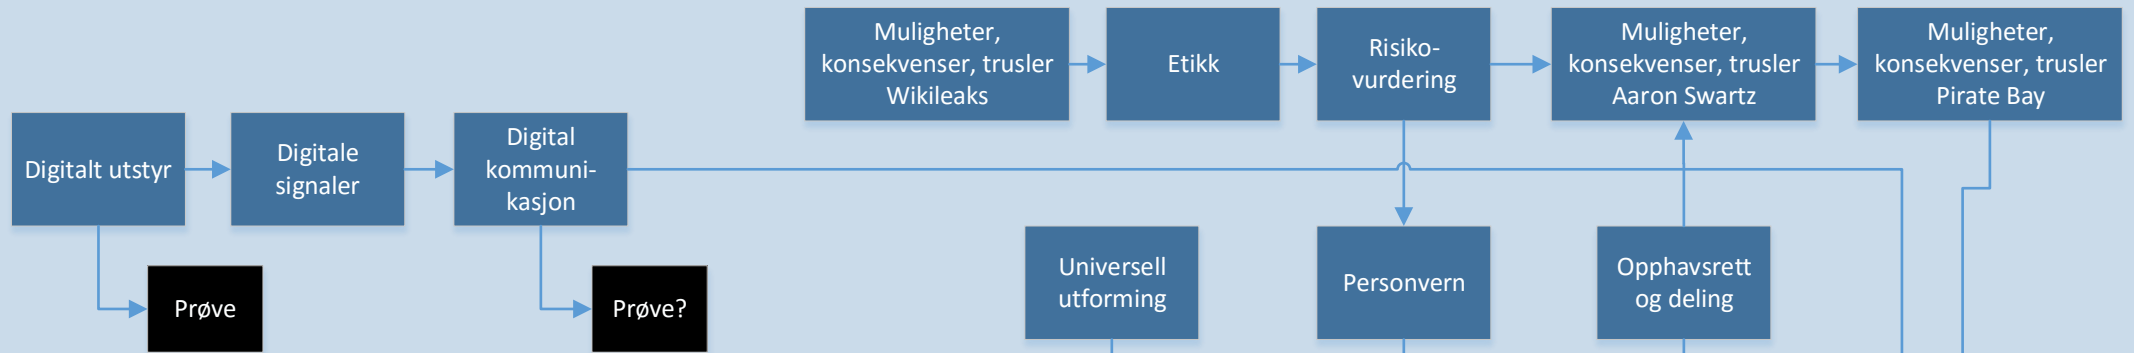 Muligheter,
konsekvenser, trusler
Wikileaks
Etikk
Risiko-
vurdering
Muligheter,
konsekvenser, trusler
Aaron Swartz
Muligheter,
konsekvenser, trusler
Pirate Bay
Digitalt utstyr
Digitale
signaler
Digital
kommuni-
kasjon
Prøve
Prøve?
Universell
utforming
Personvern
Opphavsrett
og deling